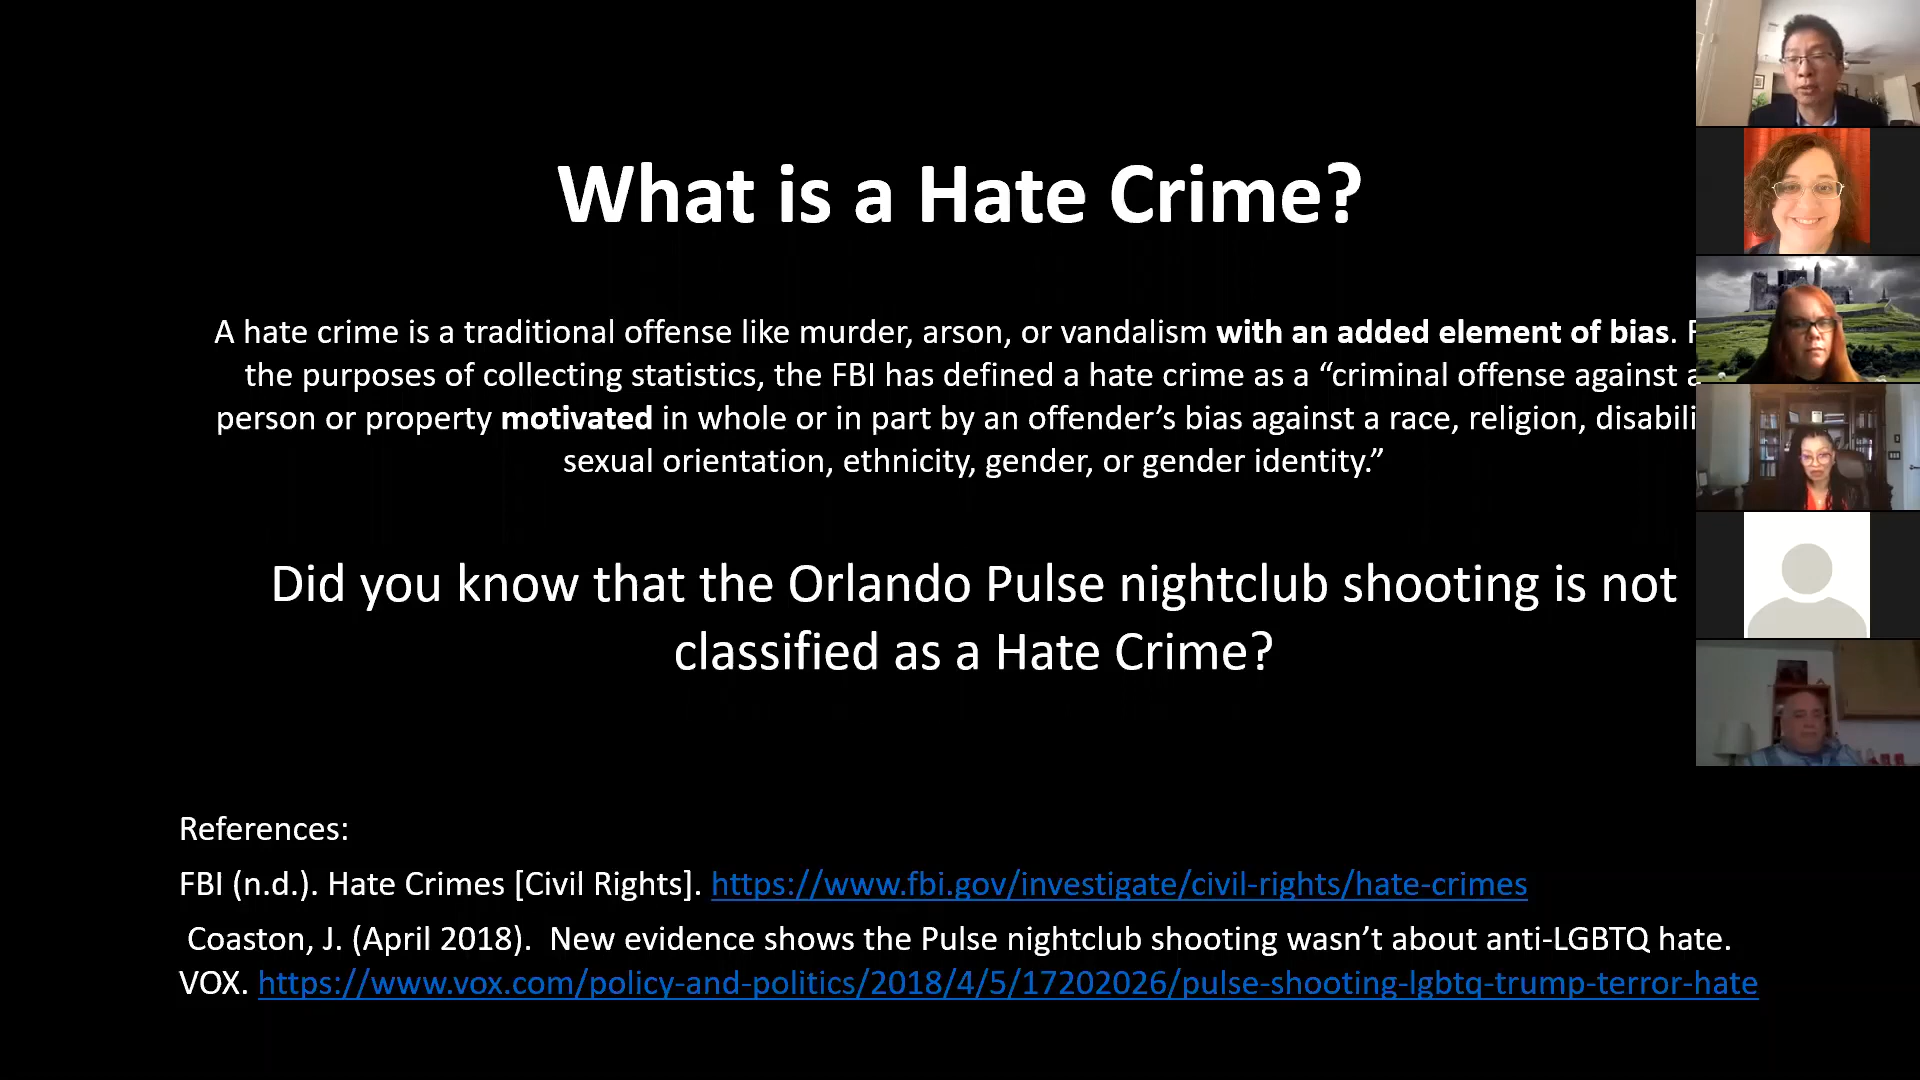 What is a Hate Crime?
A hate crime is a traditional offense like murder, arson, or vandalism with an added element of bias.
the purposes of collecting statistics, the FBI has defined a hate crime as a “criminal offense against a
person or property motivated in whole or in part by an offender’s bias against a race, religion, disabili
sexual orientation, ethnicity, gender, or gender identity.”
Did you know that the Orlando Pulse nightclub shooting is not
classified as a Hate Crime?
References:
FBI (n.d.). Hate Crimes [Civil Rights]. https://www.fbi.gov/investigate/civil-rights/hate-crimes
Coaston, J. (April 2018). New evidence shows the Pulse nightclub shooting wasn’t about anti-LGBTQ hate.
VOX. https://www.vox.com/policy-and-politics/2018/4/5/17202026/pulse-shooting-lgbtq-trump-terror-hate